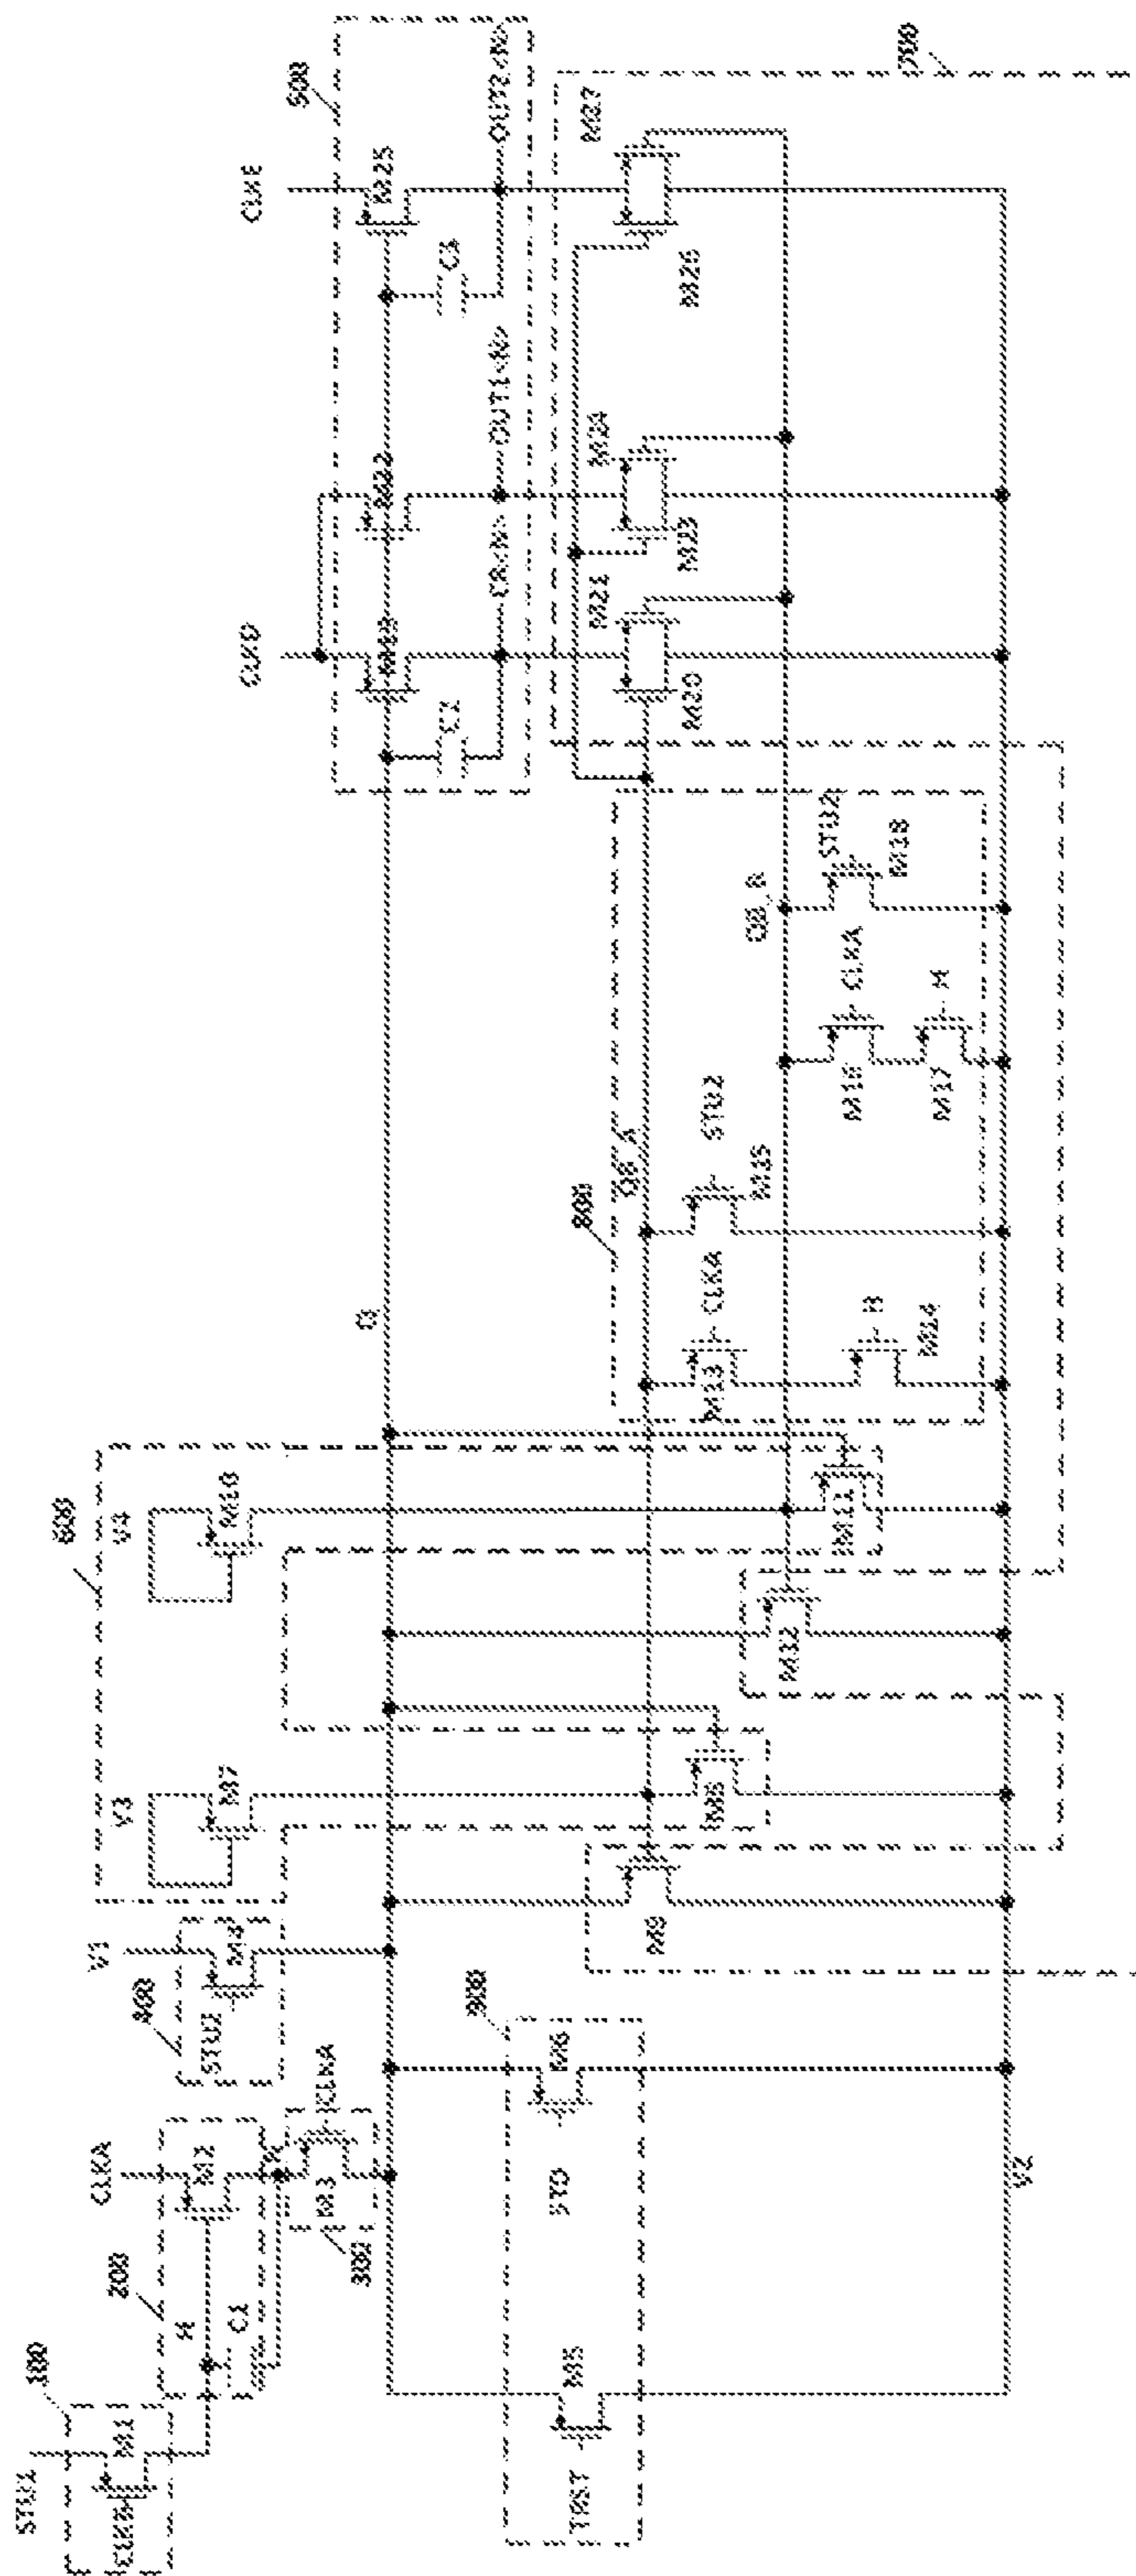 STU1
100
M1
CLKB
200
H
C1
CLKA
M2
N
M3
CLKA
300
400
V1
STU2
M4
600
V3
M7
V4
M10
Q
500
CLKD
M19
C2
M22
CR<N>
OUT1<N>
CLKE
M25
C3
OUT2<N>
900
TRST
M5
STD
M6
M9
M8
M12
M11
800
QB_A
M13
CLKA
H
M14
STU2
M15
QB_B
M16
CLKA
M17
H
STU2
M18
M20
M21
M23
M24
M26
M27
700
V2